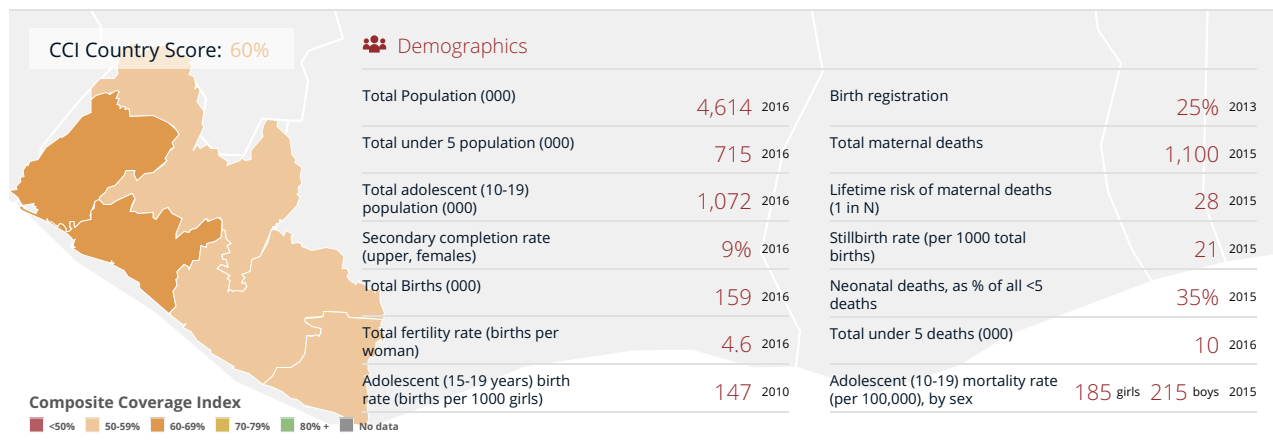 CCI Country Score: 60%
Demographics
Total Population (000)
4,614 2016
Total under 5 population (000)
715 2016
Total adolescent (10-19)
population (000)
1,072 2016
Secondary completion rate
(upper, females)
9% 2016
Total Births (000)
159 2016
Total fertility rate (births per
woman)
4.6 2016
Adolescent (15-19 years) birth
rate (births per 1000 girls)
147 2010
Birth registration
25% 2013
Total maternal deaths
1,100 2015
Lifetime risk of maternal deaths
(1 in N)
28 2015
Stillbirth rate (per 1000 total
births)
21 2015
Neonatal deaths, as % of all <5
deaths
35% 2015
Total under 5 deaths (000)
10 2016
Adolescent (10-19) mortality rate
(per 100,000), by sex
185 girls 215 boys 2015
Composite Coverage Index
<50% 50-59% 60-69% 70-79% 80% + No data